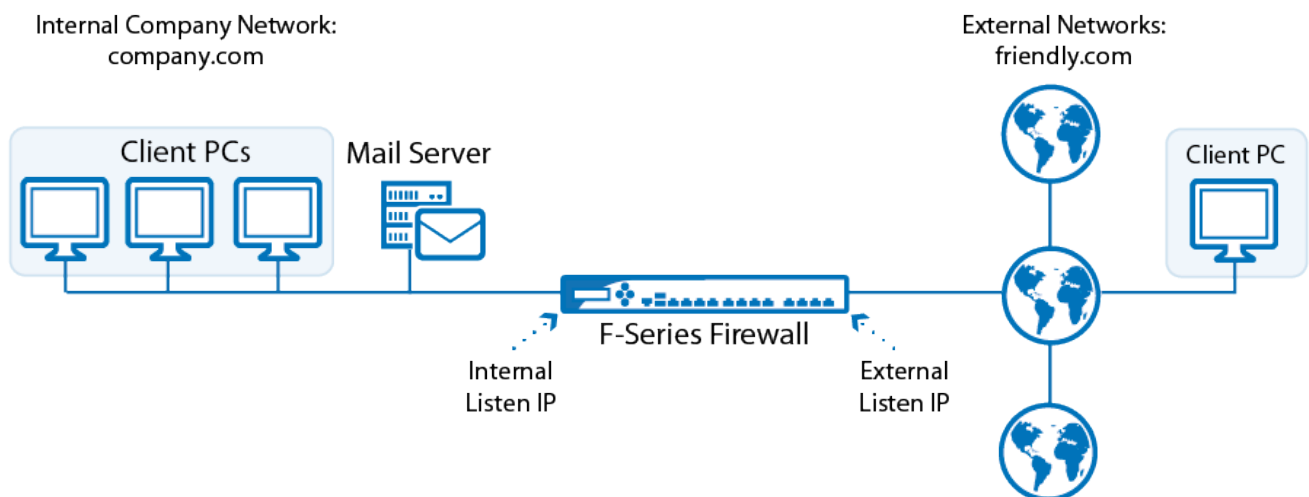 Internal Company Network:
company.com
External Networks:
friendly.com
Client PCs
Mail Server
Client PC
F-Series Firewall
Internal
Listen IP
External
Listen IP